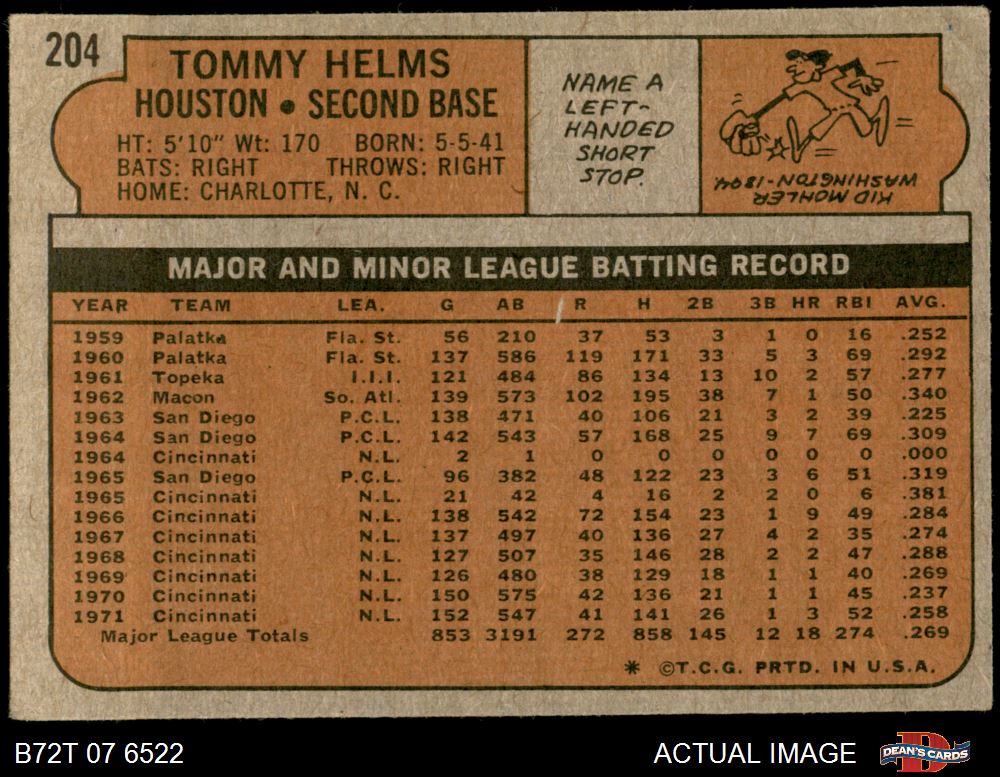 204
TOMMY HELMS
HOUSTON • SECOND BASE
HT: 5'10" Wt: 170 BORN: 5-5-41
BATS: RIGHT THROWS: RIGHT
HOME: CHARLOTTE, N. C.
NAME A
LEFT-
HANDED
SHORT
STOP.
KID MOHLER
WASHINGTON-1894
MAJOR AND MINOR LEAGUE BATTING RECORD
YEAR TEAM LEA. G AB R H 2B 3B HR RBI AVG.
1959 Palatka Fla. St. 56 210 37 53 3 1 0 16 .252
1960 Palatka Fla. St. 137 586 119 171 33 5 3 69 .292
1961 Topeka I.I.I. 121 484 86 134 13 10 2 57 .277
1962 Macon So. Atl. 139 573 102 195 38 7 1 50 .340
1963 San Diego P.C.L. 138 471 40 106 21 3 2 39 .225
1964 San Diego P.C.L. 142 543 57 168 25 9 7 69 .309
1964 Cincinnati N.L. 2 1 0 0 0 0 0 0 .000
1965 San Diego P.C.L. 96 382 48 122 23 3 6 51 .319
1965 Cincinnati N.L. 21 42 4 16 2 2 0 6 .381
1966 Cincinnati N.L. 138 542 72 154 23 1 9 49 .284
1967 Cincinnati N.L. 137 497 40 136 27 4 2 35 .274
1968 Cincinnati N.L. 127 507 35 146 28 2 2 47 .288
1969 Cincinnati N.L. 126 480 38 129 18 1 1 40 .269
1970 Cincinnati N.L. 150 575 42 136 21 1 1 45 .237
1971 Cincinnati N.L. 152 547 41 141 26 1 3 52 .258
Major League Totals 853 3191 272 858 145 12 18 274 .269
* ©T.C.G. PRTD. IN U.S.A.
B72T 07 6522 ACTUAL IMAGE DEAN'S CARDS